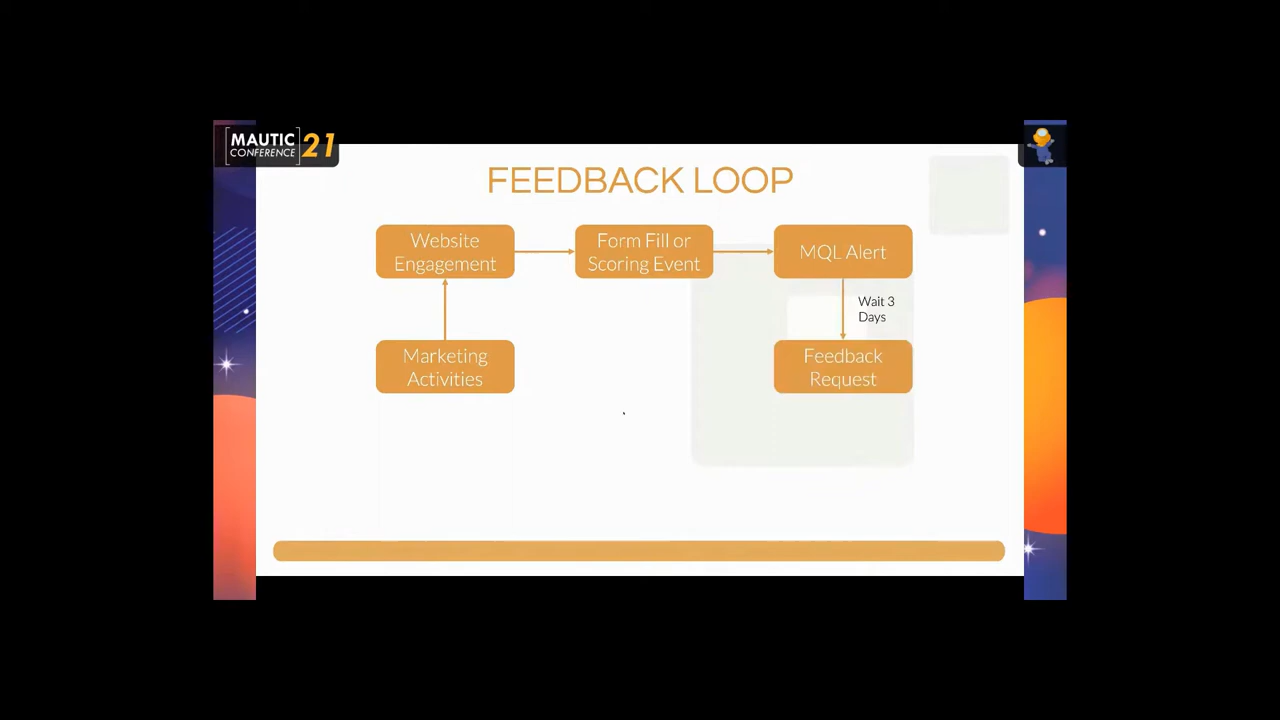 MAUTIC
CONFERENCE
21
FEEDBACK LOOP
Website
Engagement
Form Fill or
Scoring Event
MQL Alert
Wait 3
Days
Marketing
Activities
Feedback
Request